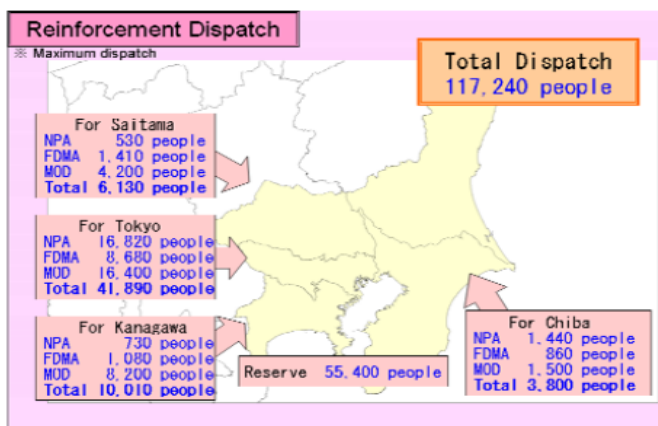 Reinforcement Dispatch
※ Maximum dispatch
Total Dispatch
117,240 people
For Saitama
NPA 530 people
FDMA 1,410 people
MOD 4,200 people
Total 6,130 people
For Tokyo
NPA 16,820 people
FDMA 8,680 people
MOD 16,400 people
Total 41,890 people
For Kanagawa
NPA 730 people
FDMA 1,080 people
MOD 8,200 people
Total 10,010 people
Reserve 55,400 people
For Chiba
NPA 1,440 people
FDMA 860 people
MOD 1,500 people
Total 3,800 people